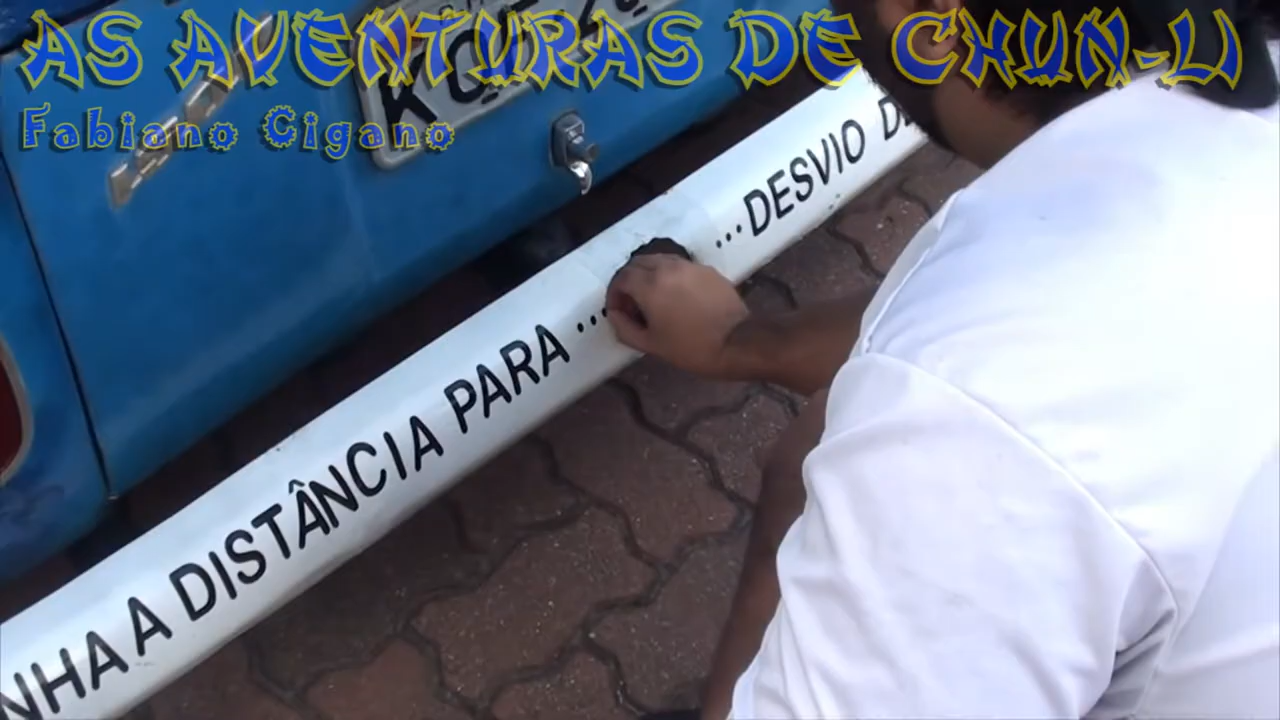 AS AVENTURAS DE CHUN-LI
Fabiano Cigano
NHA A DISTÂNCIA PARA ...
...DESVIO